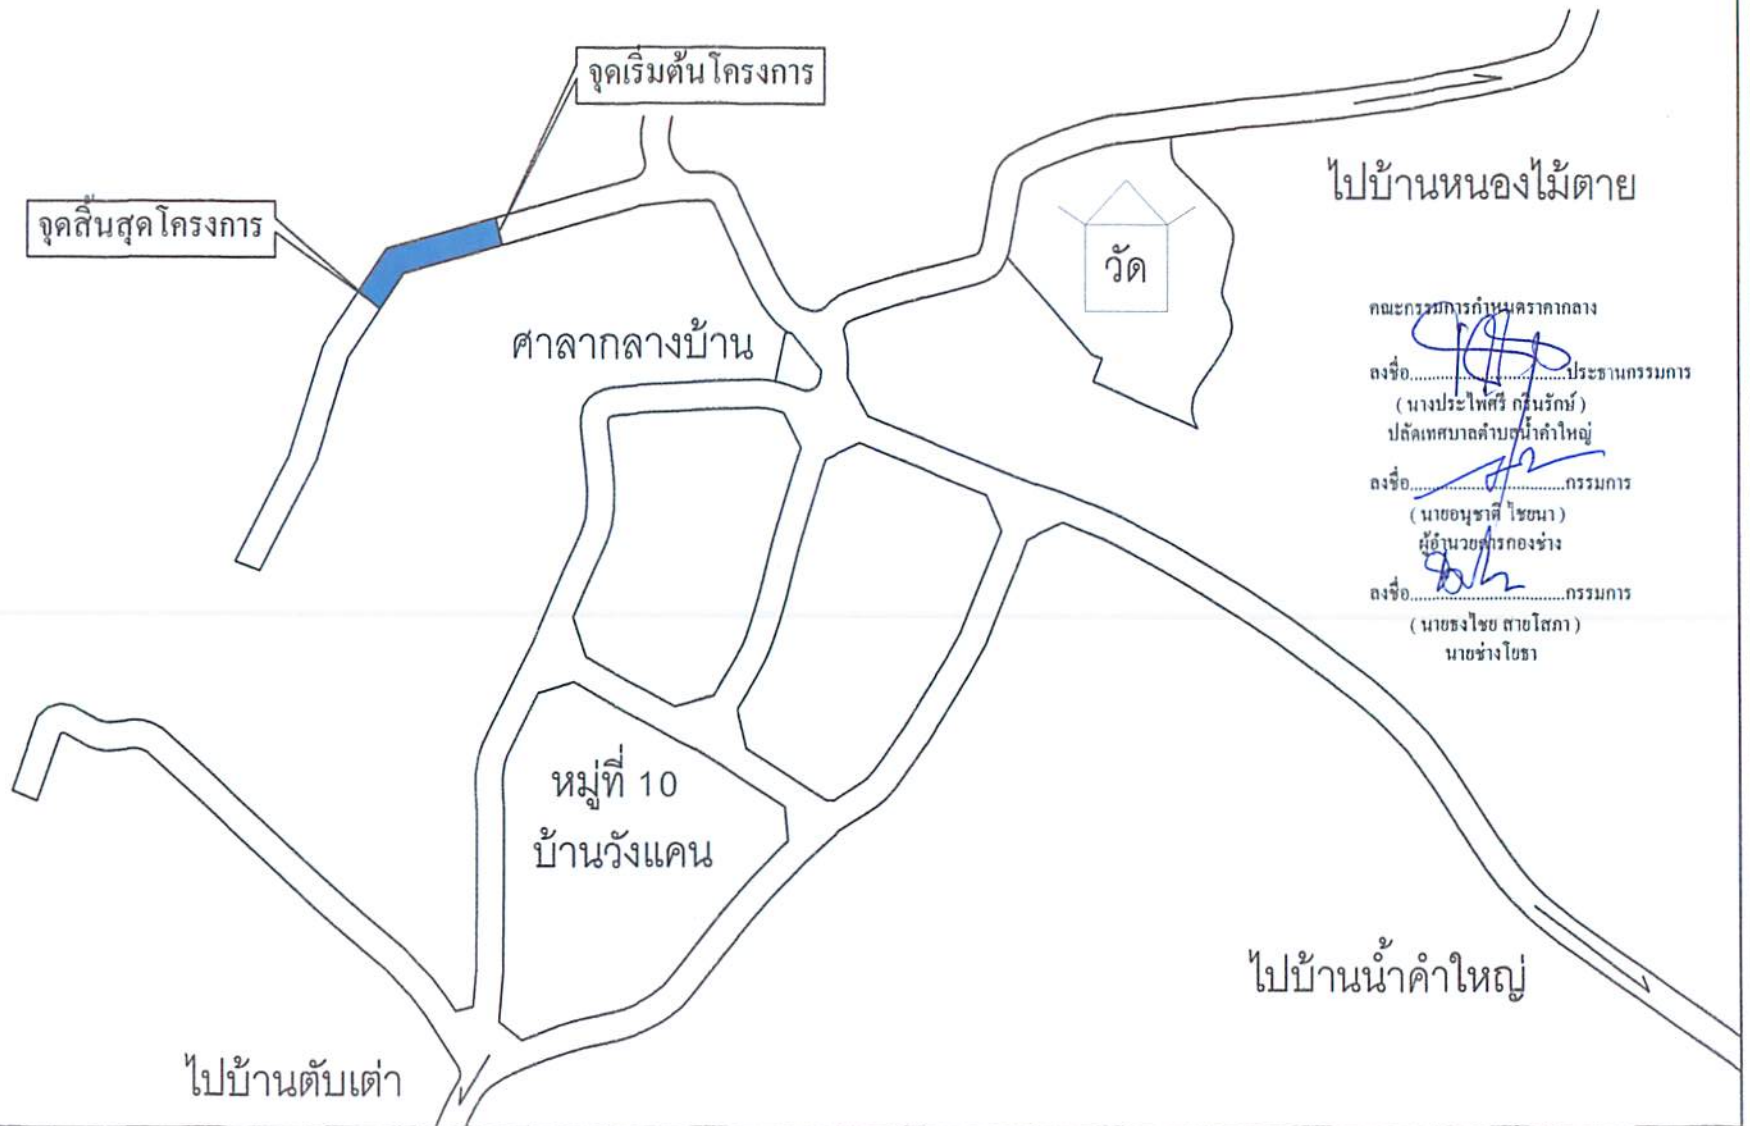 จุดเริ่มต้นโครงการ
จุดสิ้นสุดโครงการ
ไปบ้านหนองไม้ตาย
วัด
ศาลากลางบ้าน
คณะกรรมการกำหนดราคากลาง
ลงชื่อ..............................ประธานกรรมการ
( นางประไพศรี กรินรักษ์ )
ปลัดเทศบาลตำบลน้ำคำใหญ่
ลงชื่อ..............................กรรมการ
( นายอนุชาติ ไชยนา )
ผู้อำนวยการกองช่าง
ลงชื่อ..............................กรรมการ
( นายธงไชย สายโสภา )
นายช่างโยธา
หมู่ที่ 10
บ้านวังแคน
ไปบ้านน้ำคำใหญ่
ไปบ้านตับเต่า